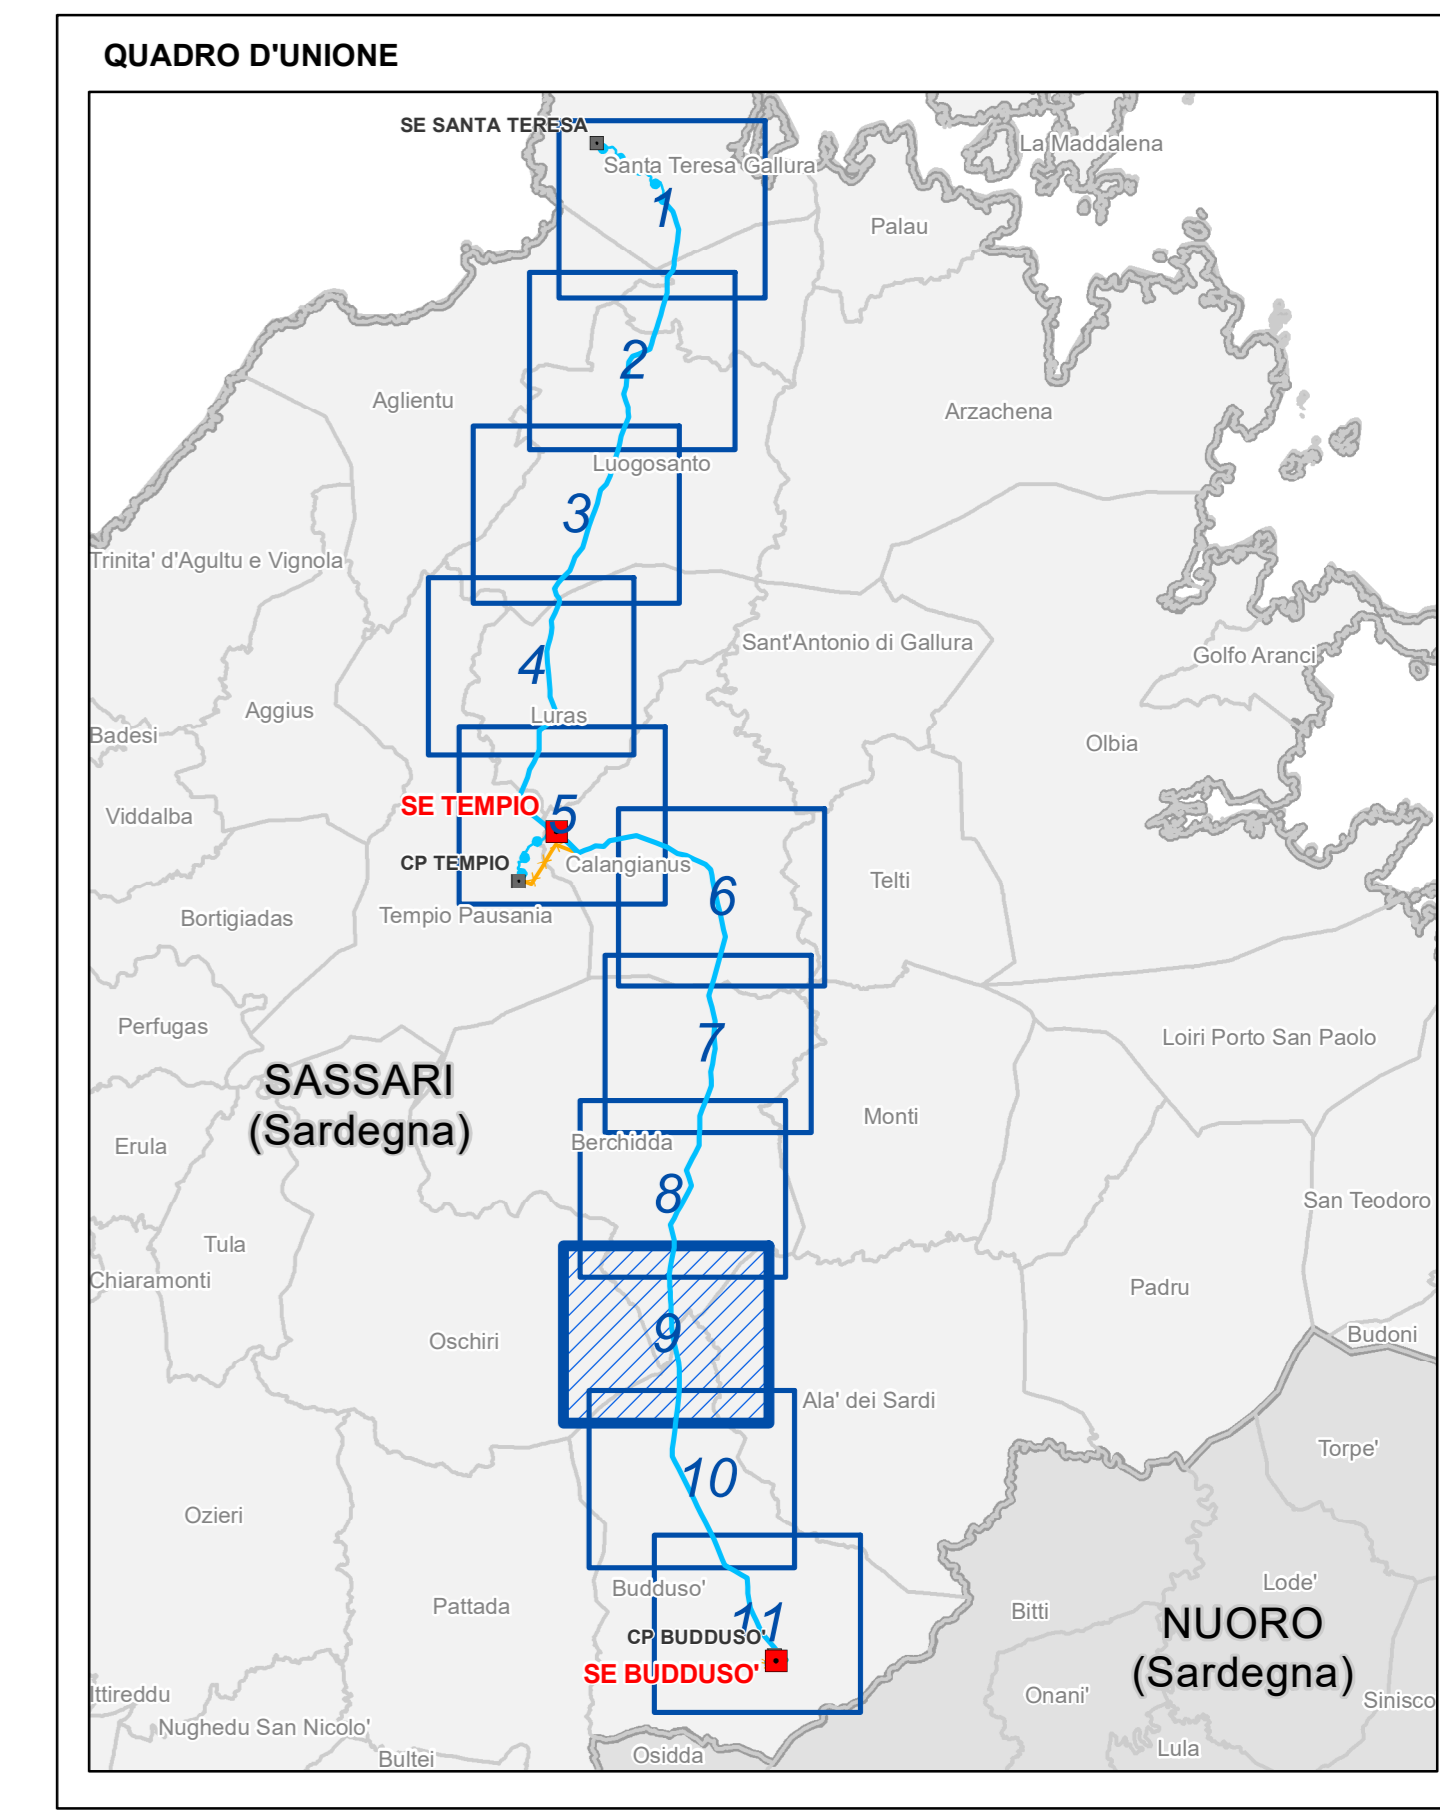 QUADRO D'UNIONE
SE SANTA TERESA
La Maddalena
Santa Teresa Gallura
1
Palau
2
Aglientu
Arzachena
Luogosanto
3
Trinita' d'Agultu e Vignola
Sant'Antonio di Gallura
Golfo Aranci
4
Aggius
Luras
Badesi
Olbia
SE TEMPIO
5
Viddalba
CP TEMPIO
Calangianus
Telti
6
Tempio Pausania
Bortigiadas
Perfugas
Loiri Porto San Paolo
7
SASSARI
(Sardegna)
Monti
Erula
Berchidda
8
San Teodoro
Tula
Chiaramonti
Padru
9
Oschiri
Budoni
Ala' dei Sardi
Torpe'
10
Ozieri
Lode'
Budduso'
Pattada
Bitti
11
NUORO
(Sardegna)
CP BUDDUSO'
SE BUDDUSO'
Ittireddu
Onani'
Sinisco
Nughedu San Nicolo'
Lula
Osidda
Bultei